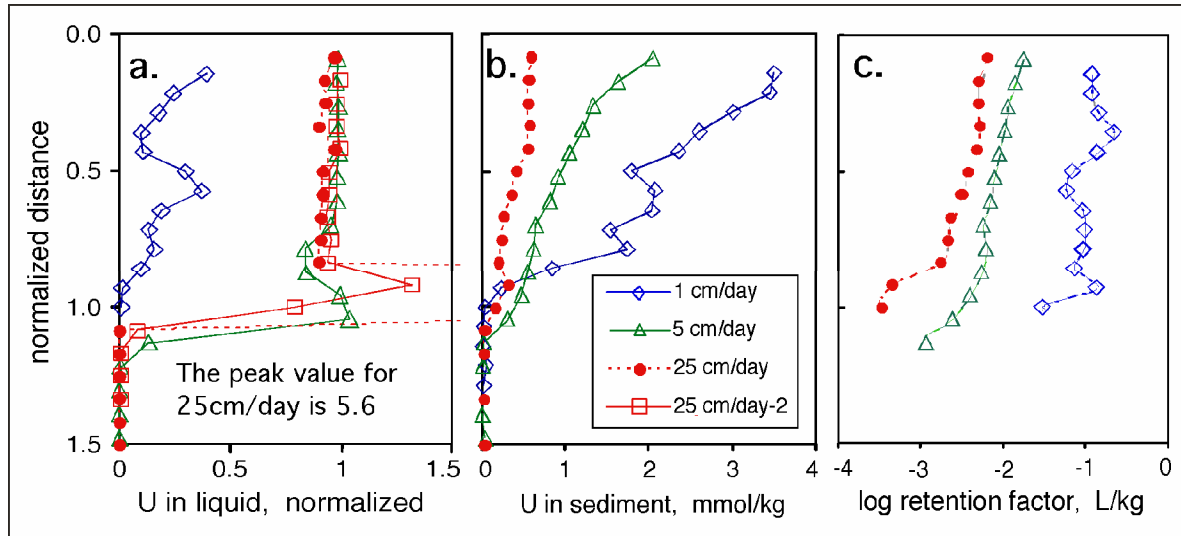 a.
b.
c.
0.0
0.5
1.0
1.5
normalized distance
The peak value for
25cm/day is 5.6
1 cm/day
5 cm/day
25 cm/day
25 cm/day-2
0 0.5 1 1.5
0 1 2 3 4
-4 -3 -2 -1 0
U in liquid, normalized
U in sediment, mmol/kg
log retention factor, L/kg